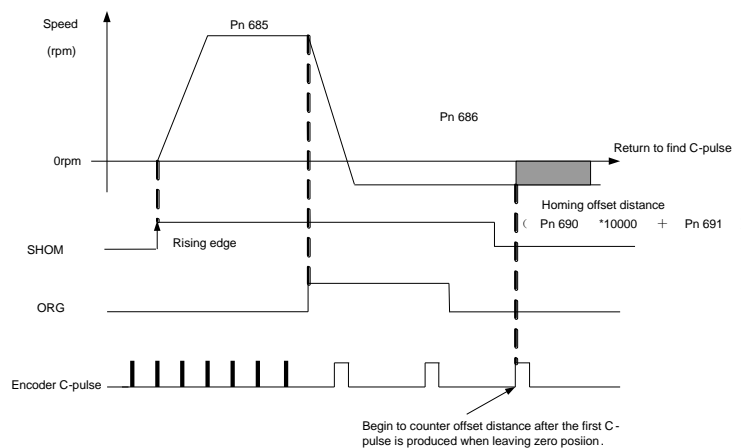 Speed
(rpm)
Pn 685
Pn 686
0rpm
Return to find C-pulse
Homing offset distance
( Pn 690 *10000 + Pn 691
Rising edge
SHOM
ORG
Encoder C-pulse
Begin to counter offset distance after the first C-
pulse is produced when leaving zero posiion.